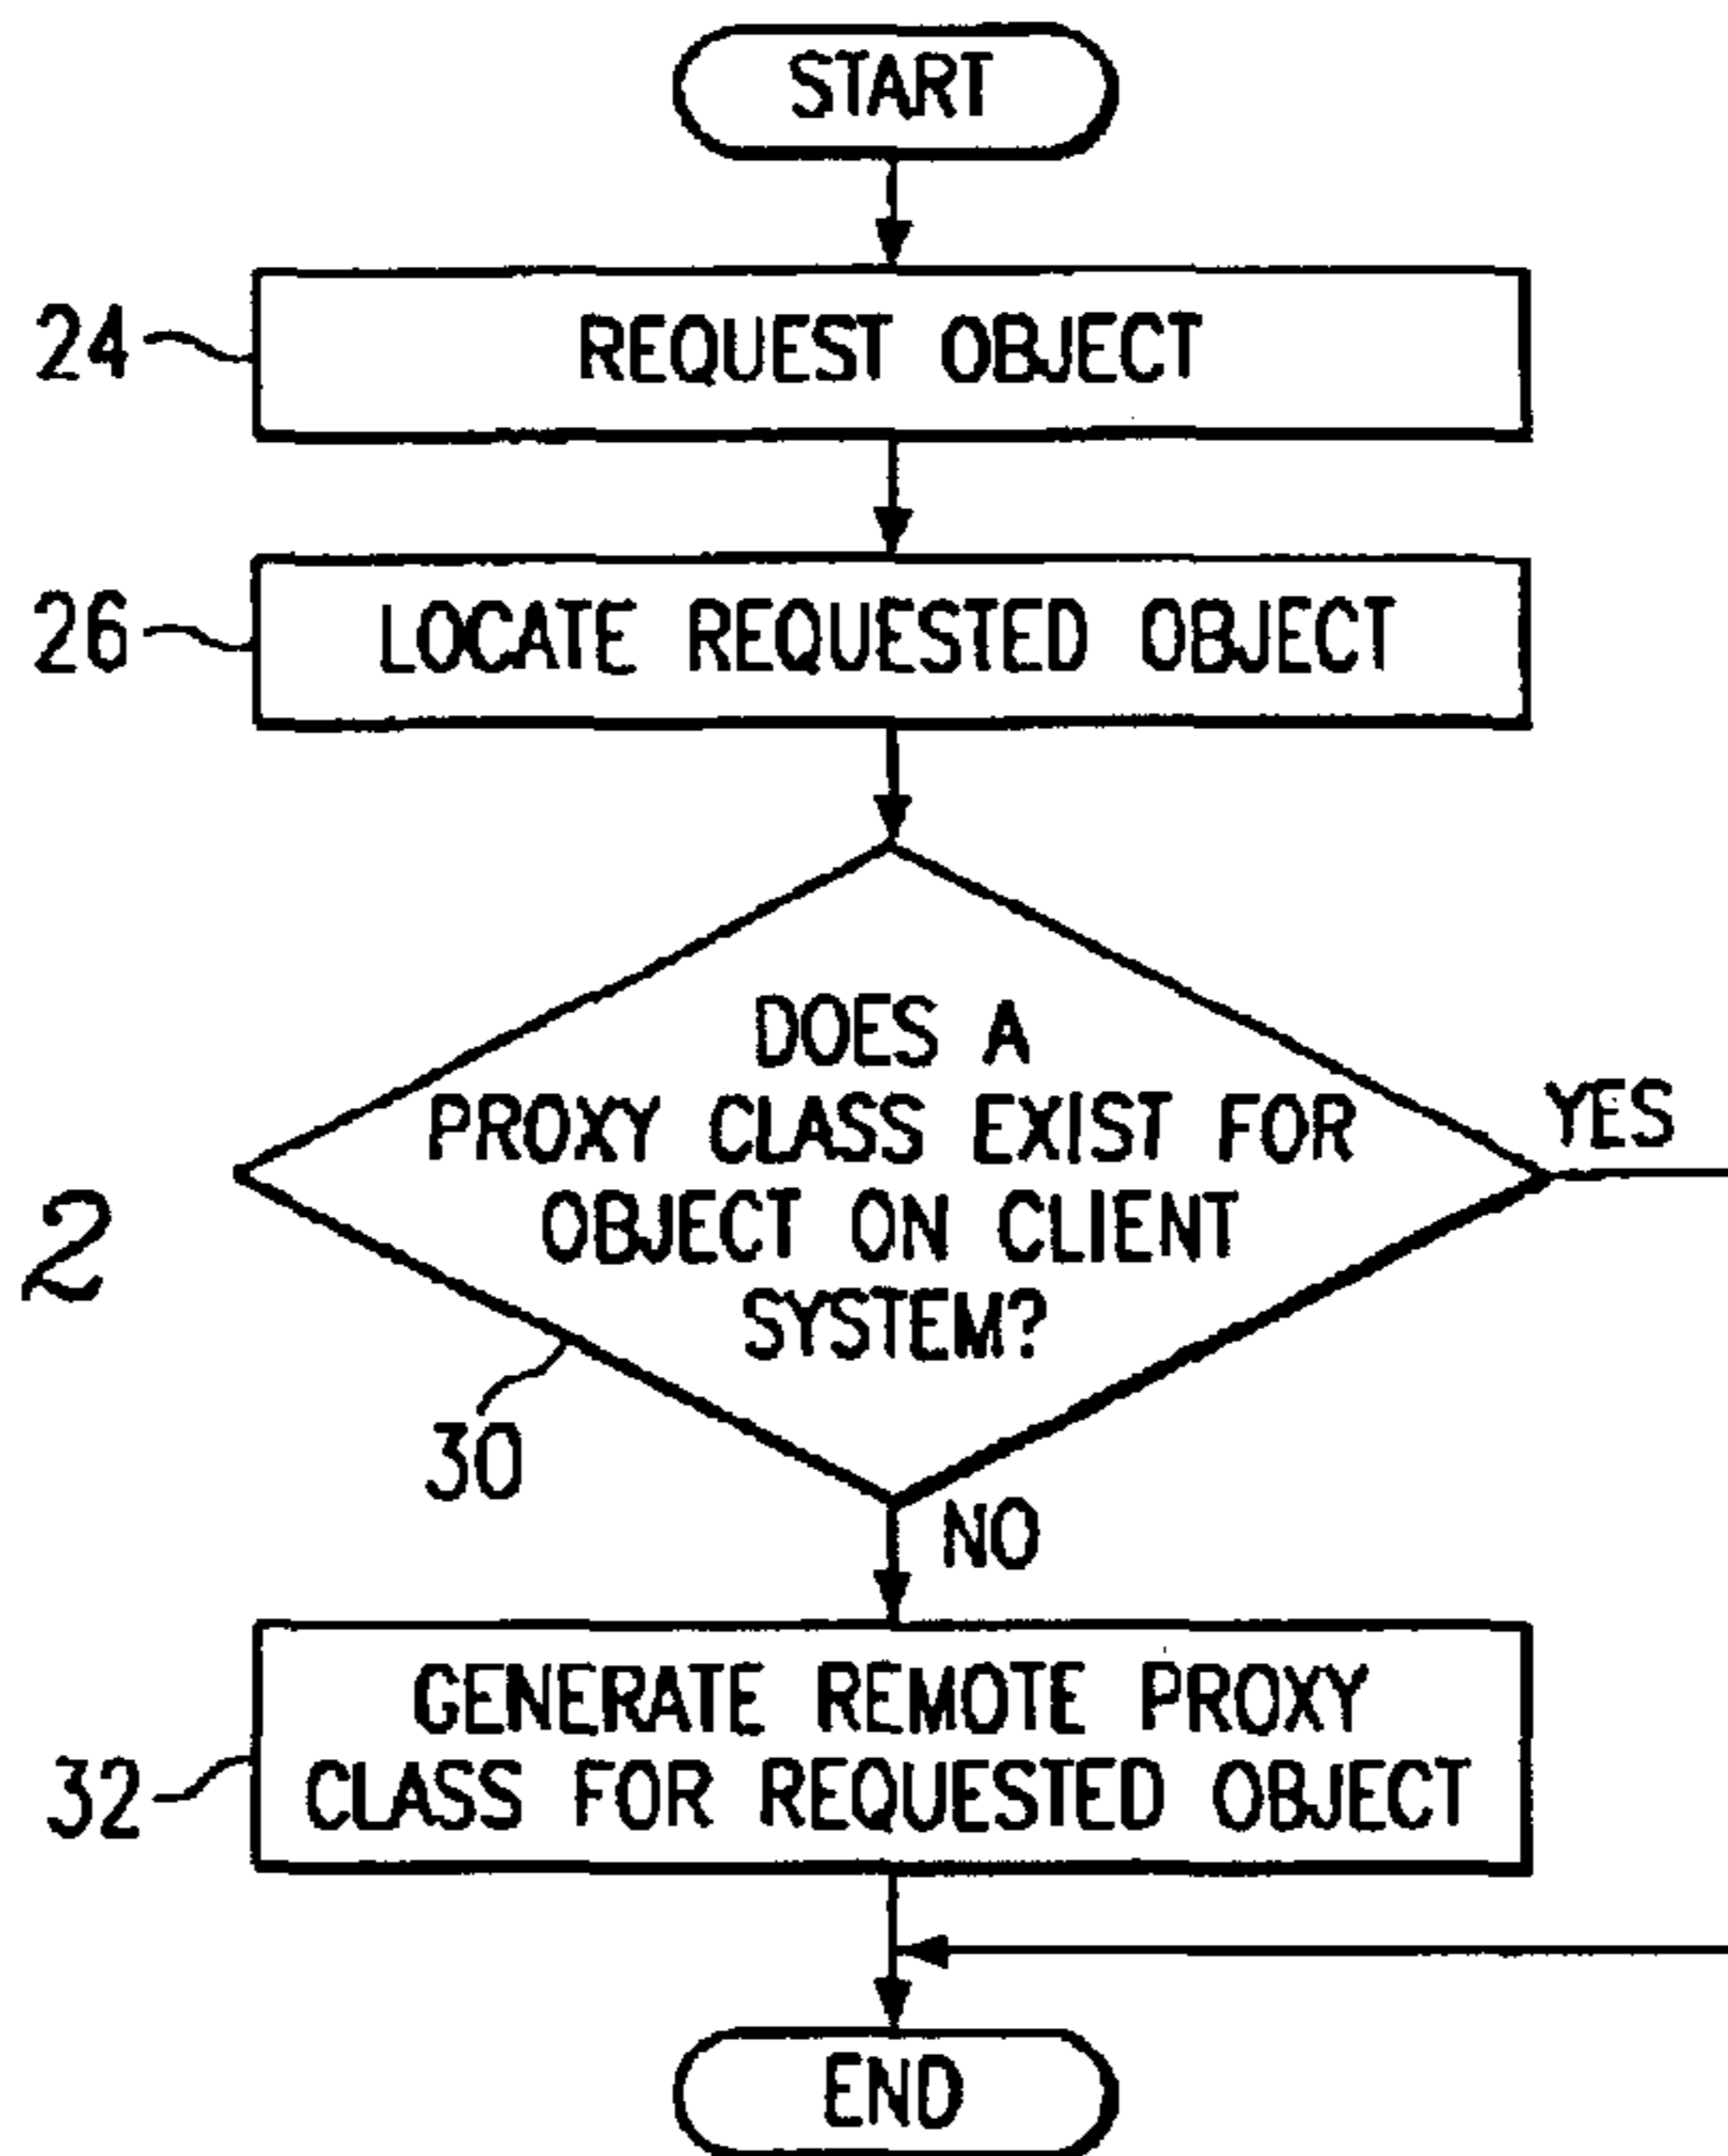 START
24
REQUEST OBJECT
26
LOCATE REQUESTED OBJECT
DOES A
PROXY CLASS EXIST FOR
OBJECT ON CLIENT
SYSTEM?
YES
2
30
NO
GENERATE REMOTE PROXY
CLASS FOR REQUESTED OBJECT
32
END